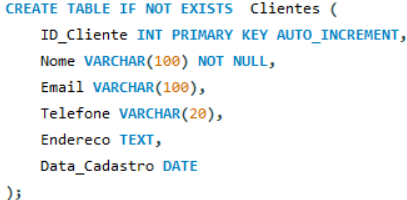 CREATE TABLE IF NOT EXISTS  Clientes (
    ID_Cliente INT PRIMARY KEY AUTO_INCREMENT,
    Nome VARCHAR(100) NOT NULL,
    Email VARCHAR(100),
    Telefone VARCHAR(20),
    Endereco TEXT,
    Data_Cadastro DATE
);